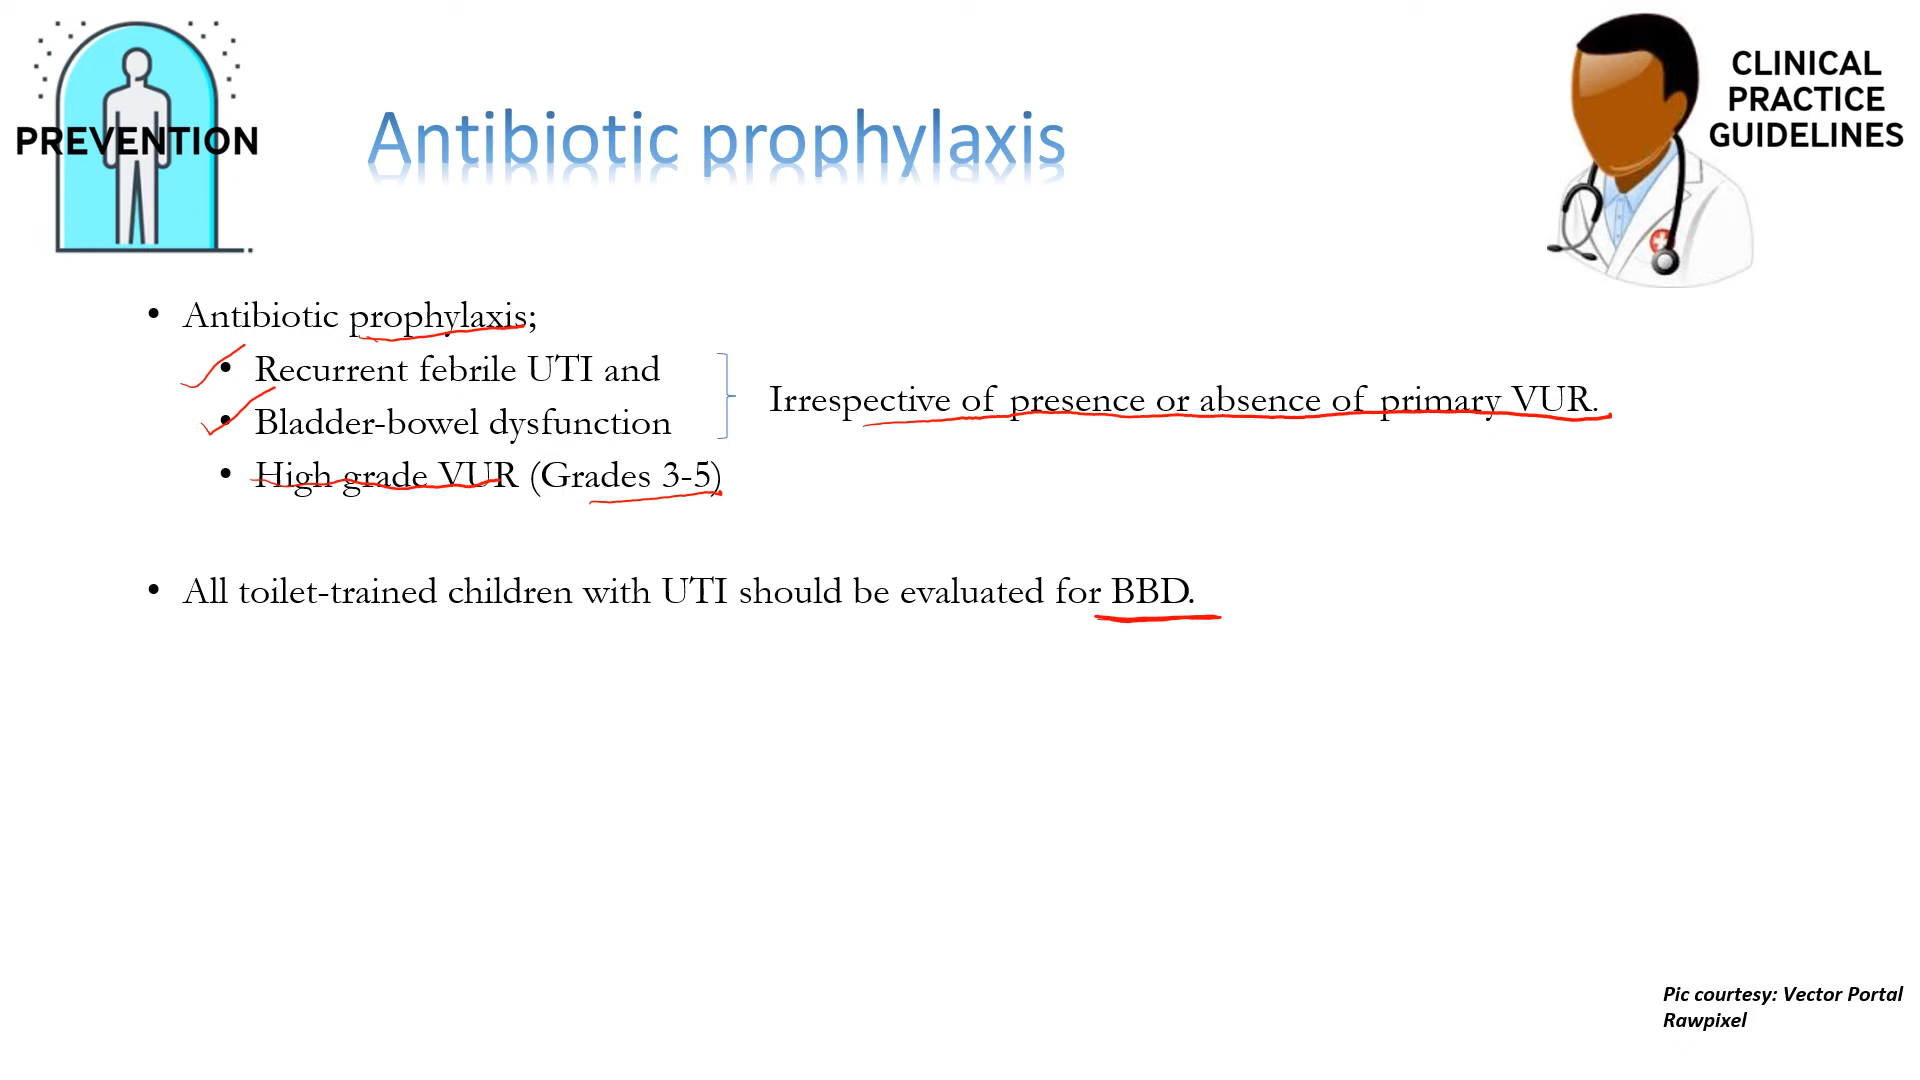 PREVENTION
Antibiotic prophylaxis
CLINICAL
PRACTICE
GUIDELINES
• Antibiotic prophylaxis;
• Recurrent febrile UTI and
• Bladder-bowel dysfunction
Irrespective of presence or absence of primary VUR.
• High grade VUR (Grades 3-5)
• All toilet-trained children with UTI should be evaluated for BBD.
Pic courtesy: Vector Portal
Rawpixel